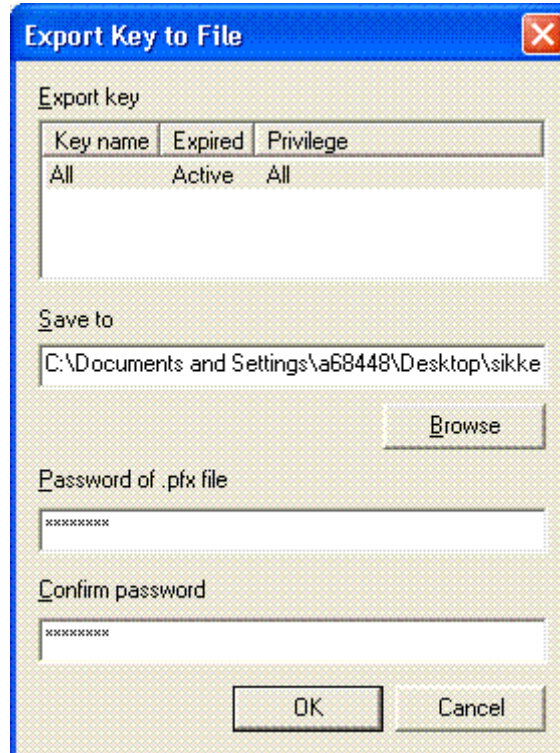 Export Key to File
Export key
Key name Expired Privilege
All Active All
Save to
C:\Documents and Settings\a68448\Desktop\sikke
Browse
Password of .pfx file
********
Confirm password
********
OK Cancel